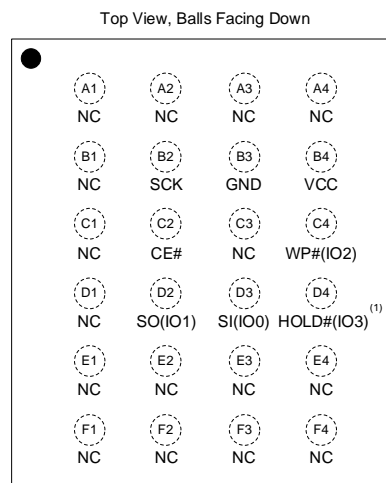 Top View, Balls Facing Down
A1 A2 A3 A4
NC NC NC NC
B1 B2 B3 B4
NC SCK GND VCC
C1 C2 C3 C4
NC CE# NC WP#(IO2)
D1 D2 D3 D4
NC SO(IO1) SI(IO0) HOLD#(IO3)(1)
E1 E2 E3 E4
NC NC NC NC
F1 F2 F3 F4
NC NC NC NC